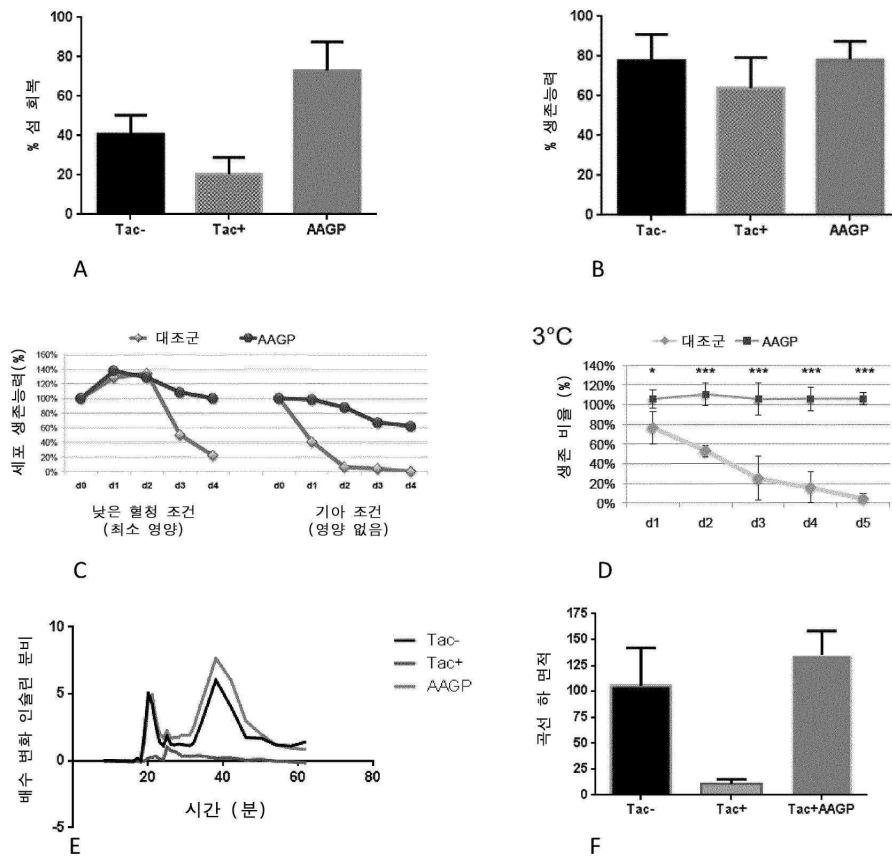 % 섬 회복
100
80
60
40
20
0
Tac-
Tac+
AAGP
A
% 생존능력
100
80
60
40
20
0
Tac-
Tac+
AAGP
B
대조군
AAGP
세포 생존능력(%)
160%
140%
120%
100%
80%
60%
40%
20%
0%
d0
d1
d2
d3
d4
d0
d1
d2
d3
d4
낮은 혈청 조건
(최소 영양)
기아 조건
(영양 없음)
C
3°C
대조군
AAGP
생존 비율 (%)
140%
120%
100%
80%
60%
40%
20%
0%
*
***
***
***
***
d1
d2
d3
d4
d5
D
배수 변화 인슐린 분비
10
5
0
-5
20
40
60
80
시간 (분)
Tac-
Tac+
AAGP
E
곡선 하 면적
175
150
125
100
75
50
25
0
Tac-
Tac+
Tac+AAGP
F